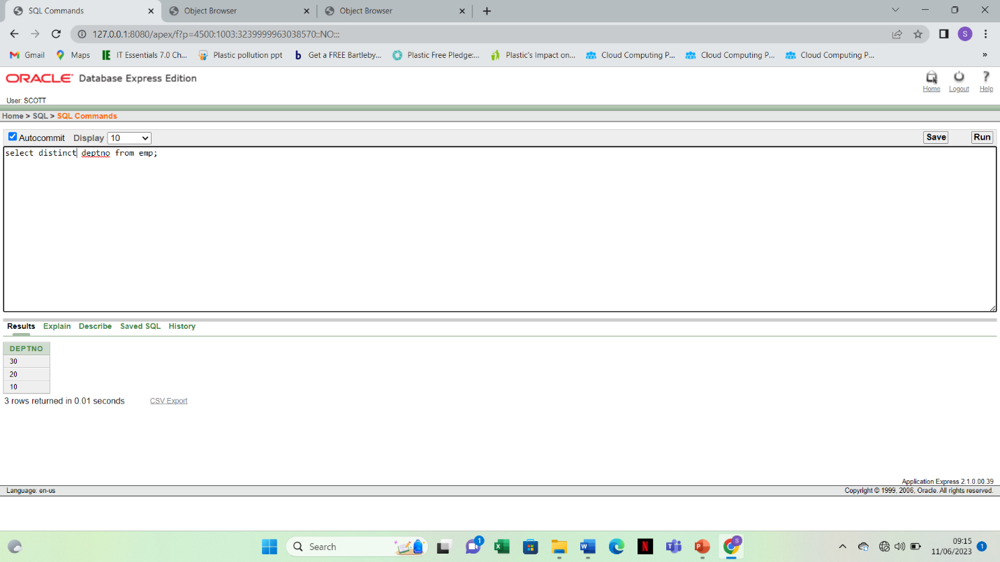 SQL Commands
Object Browser
Object Browser
127.0.0.1:8080/apex/f?p=4500:1003:3239999963038570::NO:::
S
Gmail
Maps
IT Essentials 7.0 Ch...
Plastic pollution ppt
Get a FREE Bartleby...
Plastic Free Pledge:...
Plastic's Impact on...
Cloud Computing P...
Cloud Computing P...
Cloud Computing P...
»
ORACLE® Database Express Edition
Home
Logout
Help
User: SCOTT
Home > SQL > SQL Commands
Autocommit Display 10
Save
Run
select distinct deptno from emp;
Results Explain Describe Saved SQL History
DEPTNO
30
20
10
3 rows returned in 0.01 seconds CSV Export
Application Express 2.1.0.00.39
Language: en-us
Copyright © 1999, 2006, Oracle. All rights reserved.
Search
1
09:15
11/06/2023
1